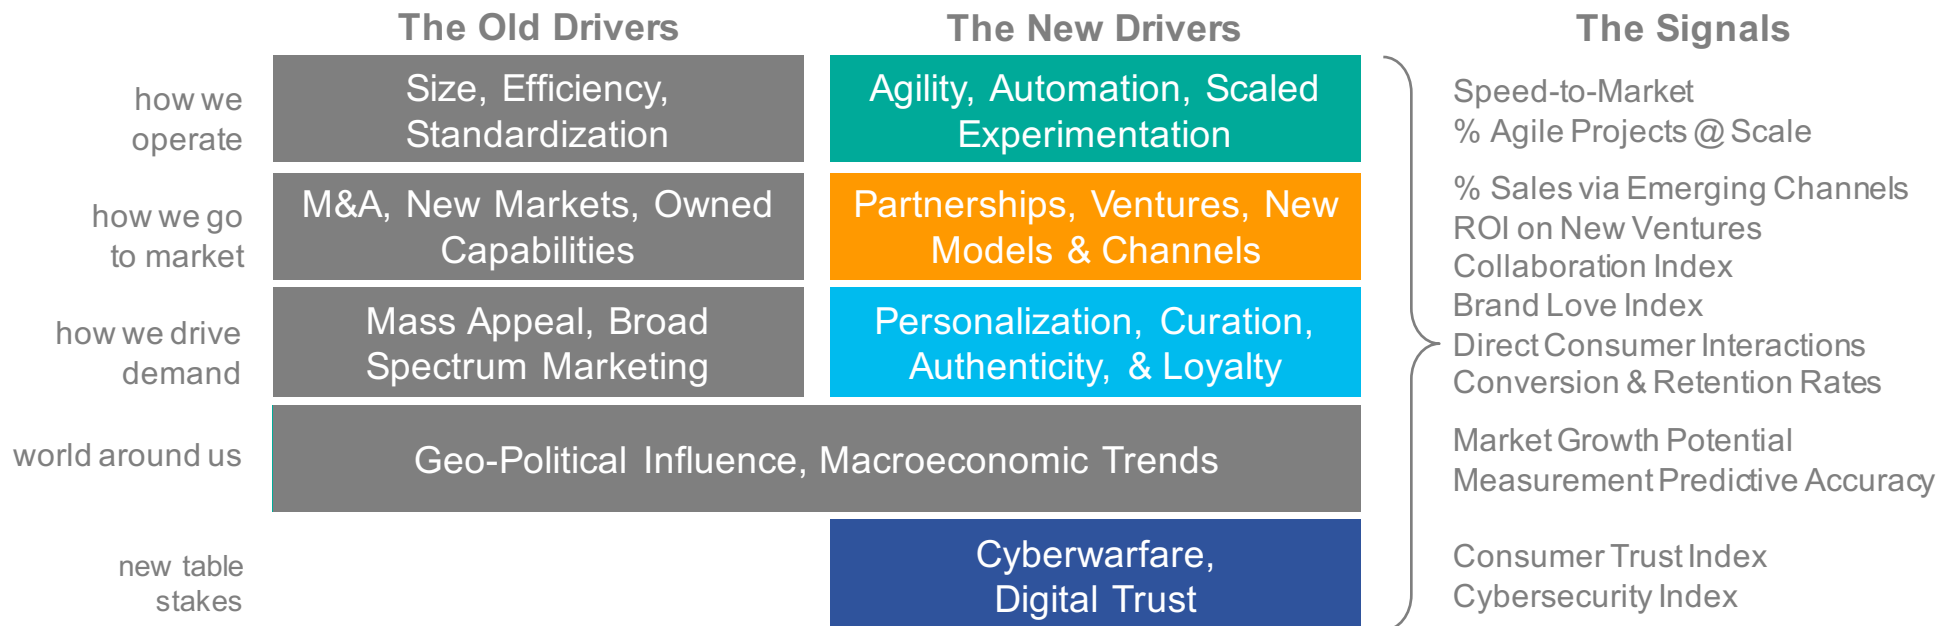 The Old Drivers
The New Drivers
The Signals
how we
operate
Size, Efficiency,
Standardization
Agility, Automation, Scaled
Experimentation
Speed-to-Market
% Agile Projects @ Scale
how we go
to market
M&A, New Markets, Owned
Capabilities
Partnerships, Ventures, New
Models & Channels
% Sales via Emerging Channels
ROI on New Ventures
Collaboration Index
how we drive
demand
Mass Appeal, Broad
Spectrum Marketing
Personalization, Curation,
Authenticity, & Loyalty
Brand Love Index
Direct Consumer Interactions
Conversion & Retention Rates
world around us
Geo-Political Influence, Macroeconomic Trends
Market Growth Potential
Measurement Predictive Accuracy
new table
stakes
Cyberwarfare,
Digital Trust
Consumer Trust Index
Cybersecurity Index